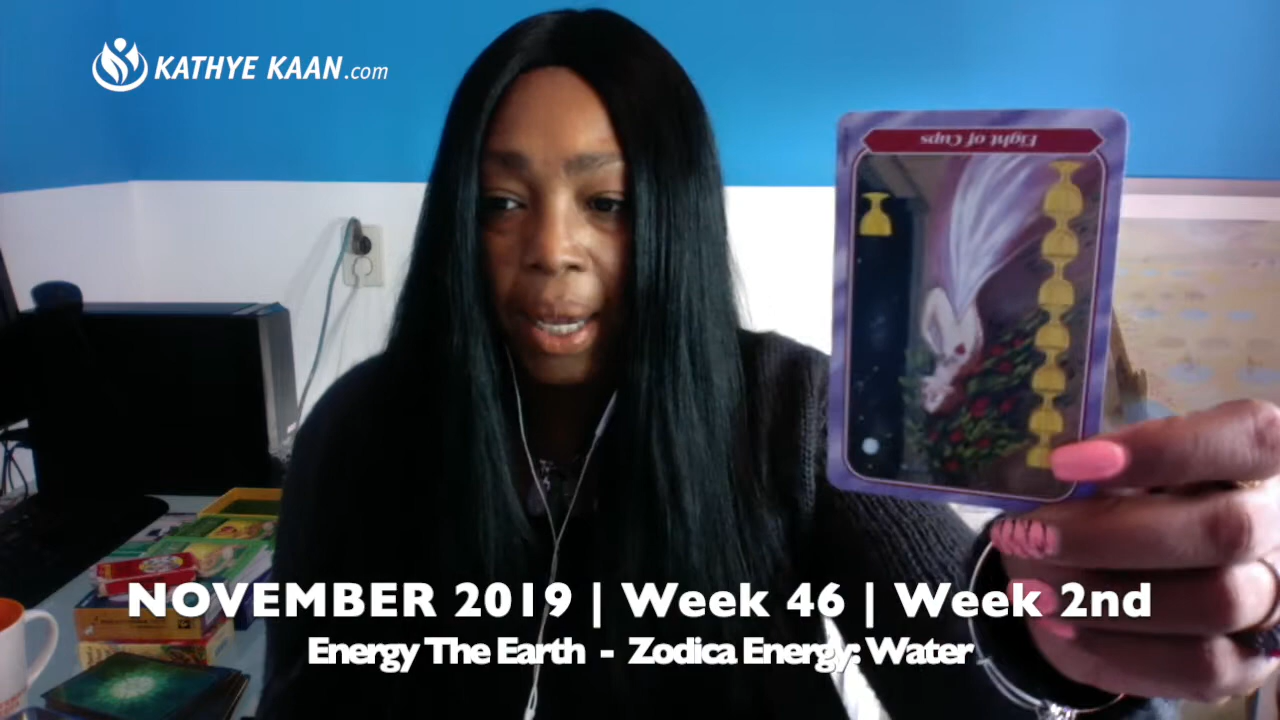 KATHYE KAAN.com
Eight of Cups
NOVEMBER 2019 | Week 46 | Week 2nd
Energy The Earth - Zodica Energy: Water